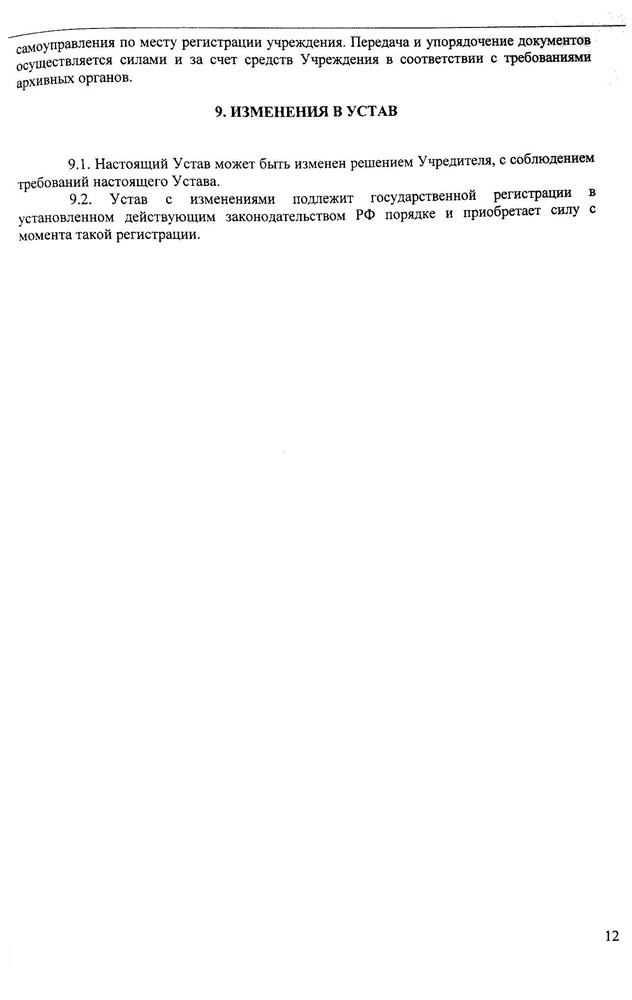 самоуправления по месту регистрации учреждения. Передача и упорядочение документов
осуществляется силами и за счет средств Учреждения в соответствии с требованиями
архивных органов.
9. ИЗМЕНЕНИЯ В УСТАВ
9.1. Настоящий Устав может быть изменен решением Учредителя, с соблюдением
требований настоящего Устава.
9.2. Устав с изменениями подлежит государственной регистрации в
установленном действующим законодательством РФ порядке и приобретает силу с
момента такой регистрации.
12